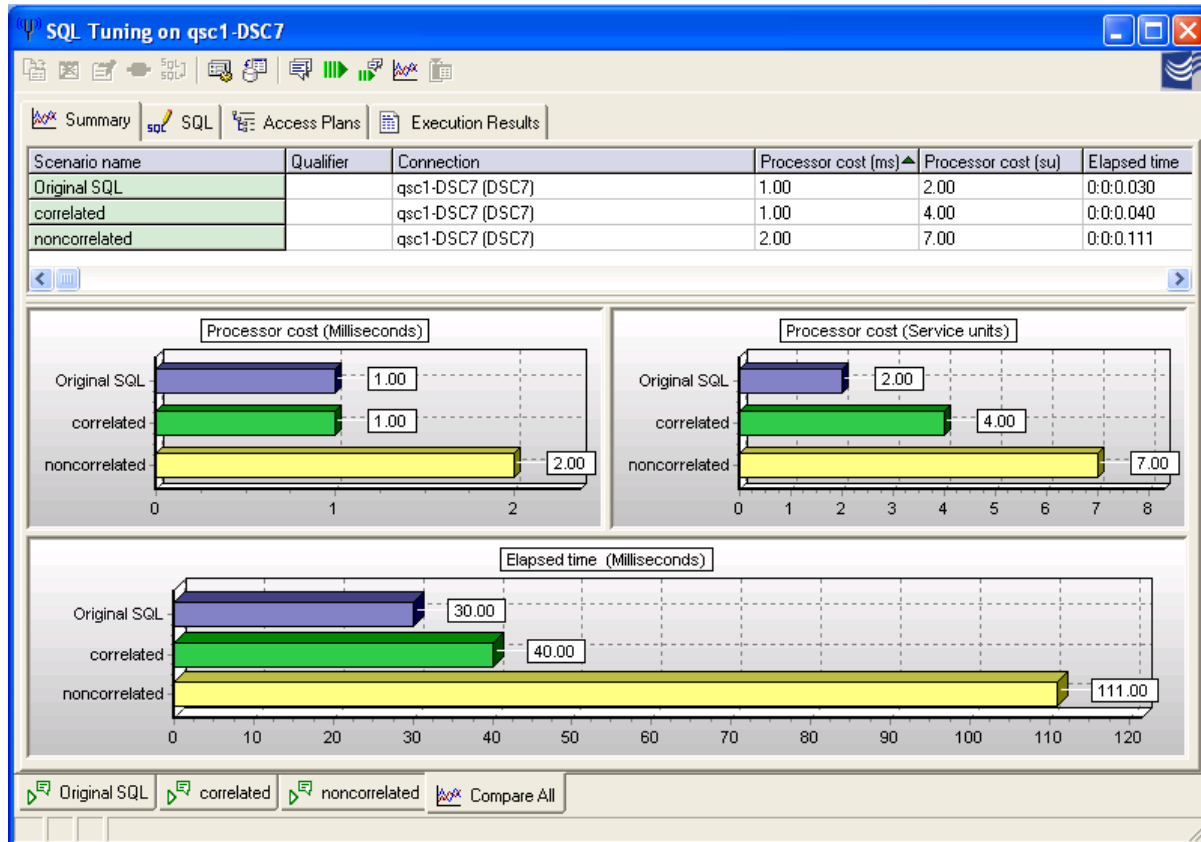 SQL Tuning on qsc1-DSC7
Summary SQL Access Plans Execution Results
Scenario name Qualifier Connection Processor cost (ms) Processor cost (su) Elapsed time
Original SQL qsc1-DSC7 (DSC7) 1.00 2.00 0:0:0.030
correlated qsc1-DSC7 (DSC7) 1.00 4.00 0:0:0.040
noncorrelated qsc1-DSC7 (DSC7) 2.00 7.00 0:0:0.111
Processor cost (Milliseconds)
Original SQL 1.00
correlated 1.00
noncorrelated 2.00
0 1 2
Processor cost (Service units)
Original SQL 2.00
correlated 4.00
noncorrelated 7.00
0 1 2 3 4 5 6 7 8
Elapsed time (Milliseconds)
Original SQL 30.00
correlated 40.00
noncorrelated 111.00
0 10 20 30 40 50 60 70 80 90 100 110 120
Original SQL correlated noncorrelated Compare All